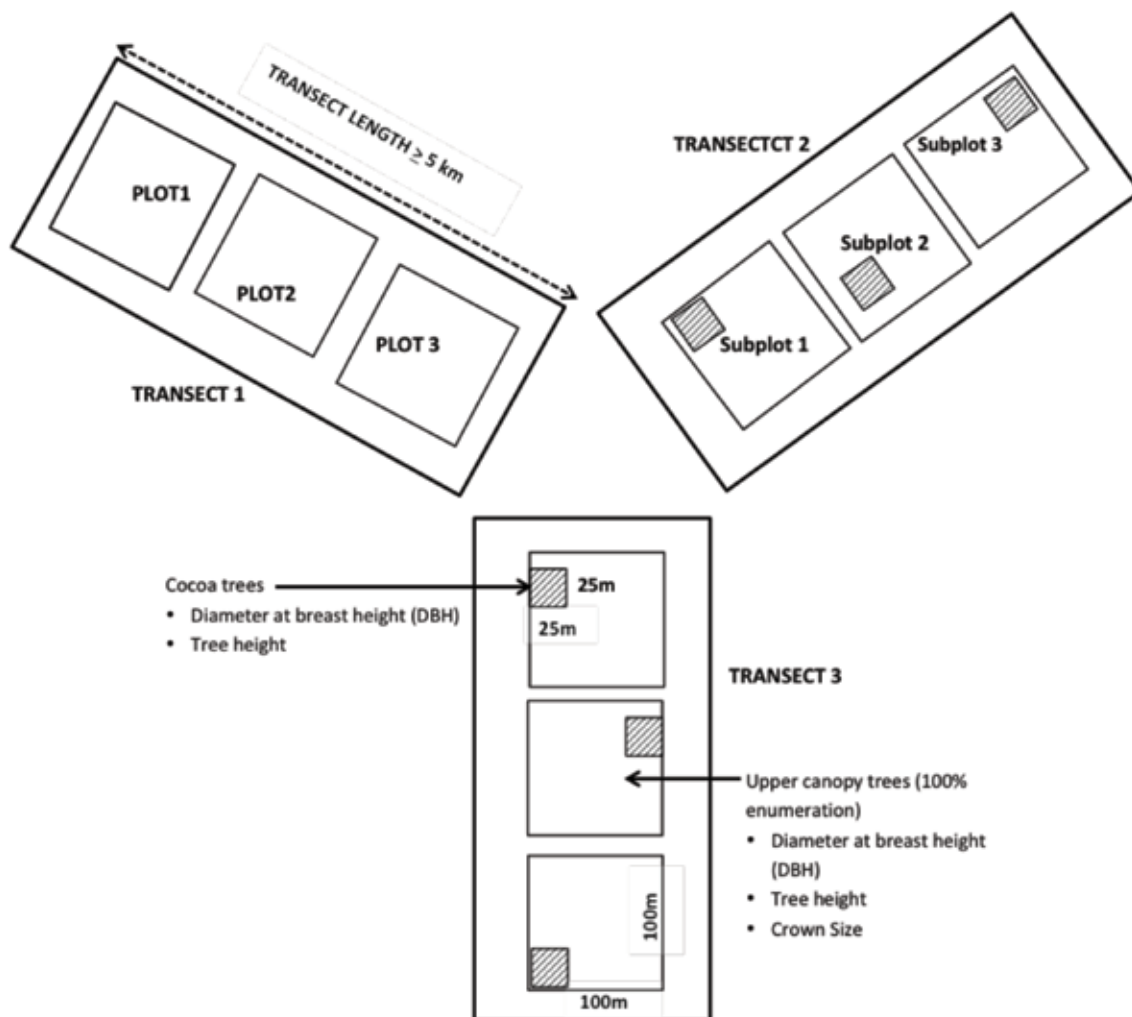 TRANSECT LENGTH ≥ 5 km
PLOT1
PLOT2
PLOT 3
TRANSECT 1
TRANSECTCT 2
Subplot 3
Subplot 2
Subplot 1
Cocoa trees
• Diameter at breast height (DBH)
• Tree height
25m
25m
TRANSECT 3
Upper canopy trees (100%
enumeration)
• Diameter at breast height
(DBH)
• Tree height
• Crown Size
100m
100m